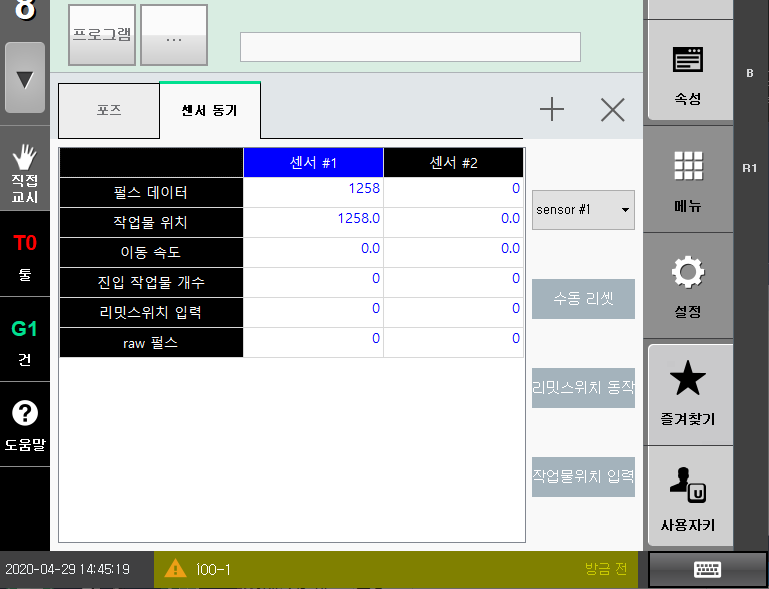 8
프로그램
...
포즈
센서 동기
센서 #1
센서 #2
펄스 데이터
1258
0
작업물 위치
1258.0
0.0
이동 속도
0.0
0.0
진입 작업물 개수
0
0
리밋스위치 입력
0
0
raw 펄스
0
0
sensor #1
수동 리셋
리밋스위치 동작
작업물위치 입력
직접
교시
T0
툴
G1
건
?
도움말
속성
메뉴
설정
즐겨찾기
U
사용자키
B
R1
2020-04-29 14:45:19
i00-1
방금 전